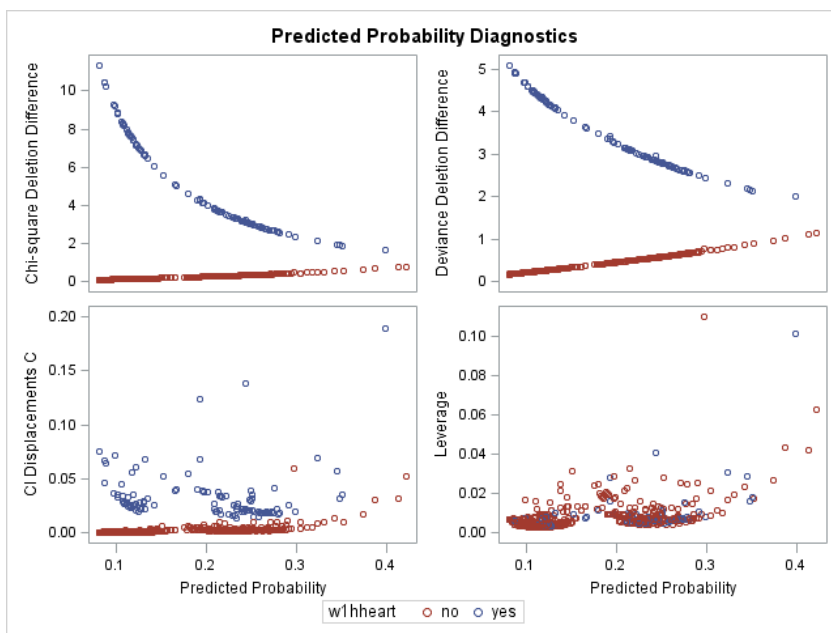 Predicted Probability Diagnostics
Chi-square Deletion Difference
10
8
6
4
2
0
Deviance Deletion Difference
5
4
3
2
1
0
CI Displacements C
0.20
0.15
0.10
0.05
0.00
0.1 0.2 0.3 0.4
Predicted Probability
Leverage
0.10
0.08
0.06
0.04
0.02
0.00
0.1 0.2 0.3 0.4
Predicted Probability
w1hheart no yes